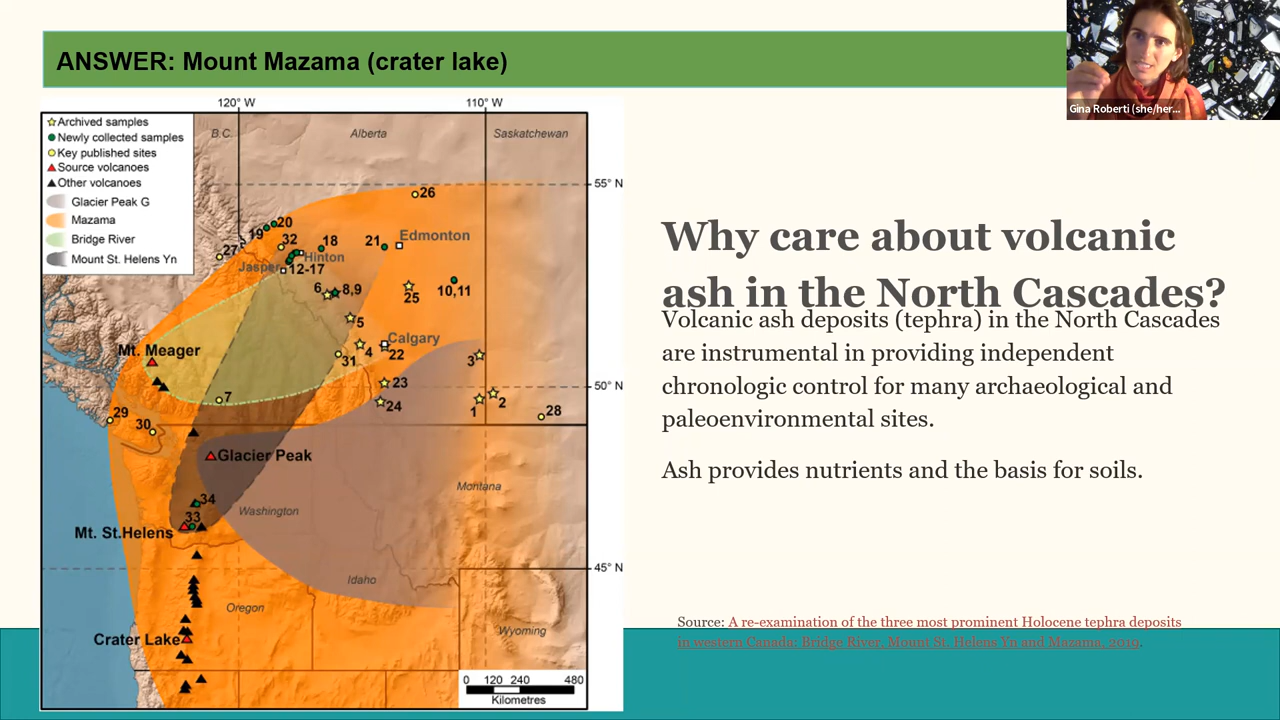 ANSWER: Mount Mazama (crater lake)
Gina Roberti (she/her...
120° W
110° W
Archived samples
Newly collected samples
Key published sites
Source volcanoes
Other volcanoes
Glacier Peak G
Mazama
Bridge River
Mount St. Helens Yn
B.C.
Alberta
Saskatchewan
55° N
26
20
19
32
18
21
Edmonton
27
Hinton
Jasper
12-17
6
8,9
25
10,11
5
Calgary
Mt. Meager
31
4
22
3
50° N
23
7
24
2
1
28
29
30
Glacier Peak
Montana
34
Washington
33
Mt. St.Helens
45° N
Idaho
Oregon
Wyoming
Crater Lake
0 120 240 480
Kilometres
Why care about volcanic
ash in the North Cascades?
Volcanic ash deposits (tephra) in the North Cascades
are instrumental in providing independent
chronologic control for many archaeological and
paleoenvironmental sites.
Ash provides nutrients and the basis for soils.
Source: A re-examination of the three most prominent Holocene tephra deposits
in western Canada: Bridge River, Mount St. Helens Yn and Mazama, 2019.